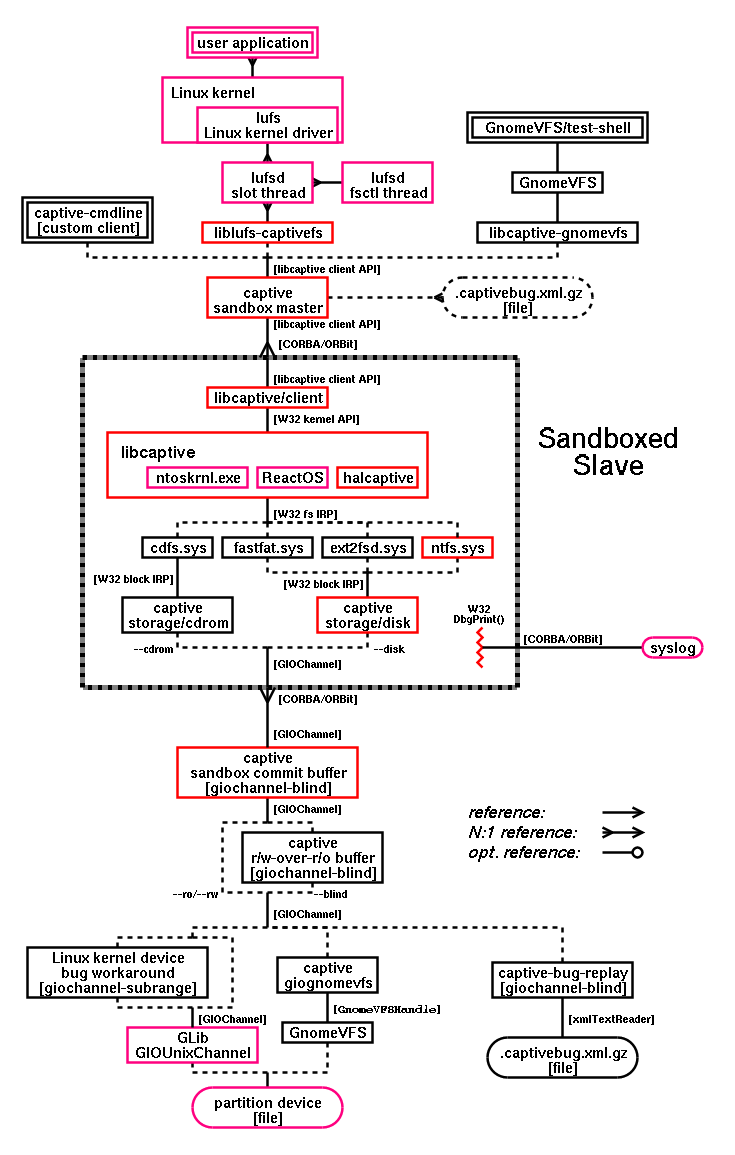 user application
Linux kernel
lufs
Linux kernel driver
GnomeVFS/test-shell
lufsd
slot thread
lufsd
fsctl thread
GnomeVFS
captive-cmdline
[custom client]
liblufs-captivefs
libcaptive-gnomevfs
[libcaptive client API]
captive
sandbox master
.captivebug.xml.gz
[file]
[libcaptive client API]
[CORBA/ORBit]
[libcaptive client API]
libcaptive/client
[W32 kernel API]
Sandboxed
Slave
libcaptive
ntoskrnl.exe
ReactOS
halcaptive
[W32 fs IRP]
cdfs.sys
fastfat.sys
ext2fsd.sys
ntfs.sys
[W32 block IRP]
[W32 block IRP]
captive
storage/cdrom
captive
storage/disk
W32
DbgPrint()
[CORBA/ORBit]
syslog
--cdrom
--disk
[GIOChannel]
[CORBA/ORBit]
[GIOChannel]
captive
sandbox commit buffer
[giochannel-blind]
[GIOChannel]
reference:
N:1 reference:
opt. reference:
captive
r/w-over-r/o buffer
[giochannel-blind]
--ro/--rw
--blind
[GIOChannel]
Linux kernel device
bug workaround
[giochannel-subrange]
captive
giognomevfs
captive-bug-replay
[giochannel-blind]
[GIOChannel]
[GnomeVFSHandle]
[xmlTextReader]
GLib
GIOUnixChannel
GnomeVFS
.captivebug.xml.gz
[file]
partition device
[file]